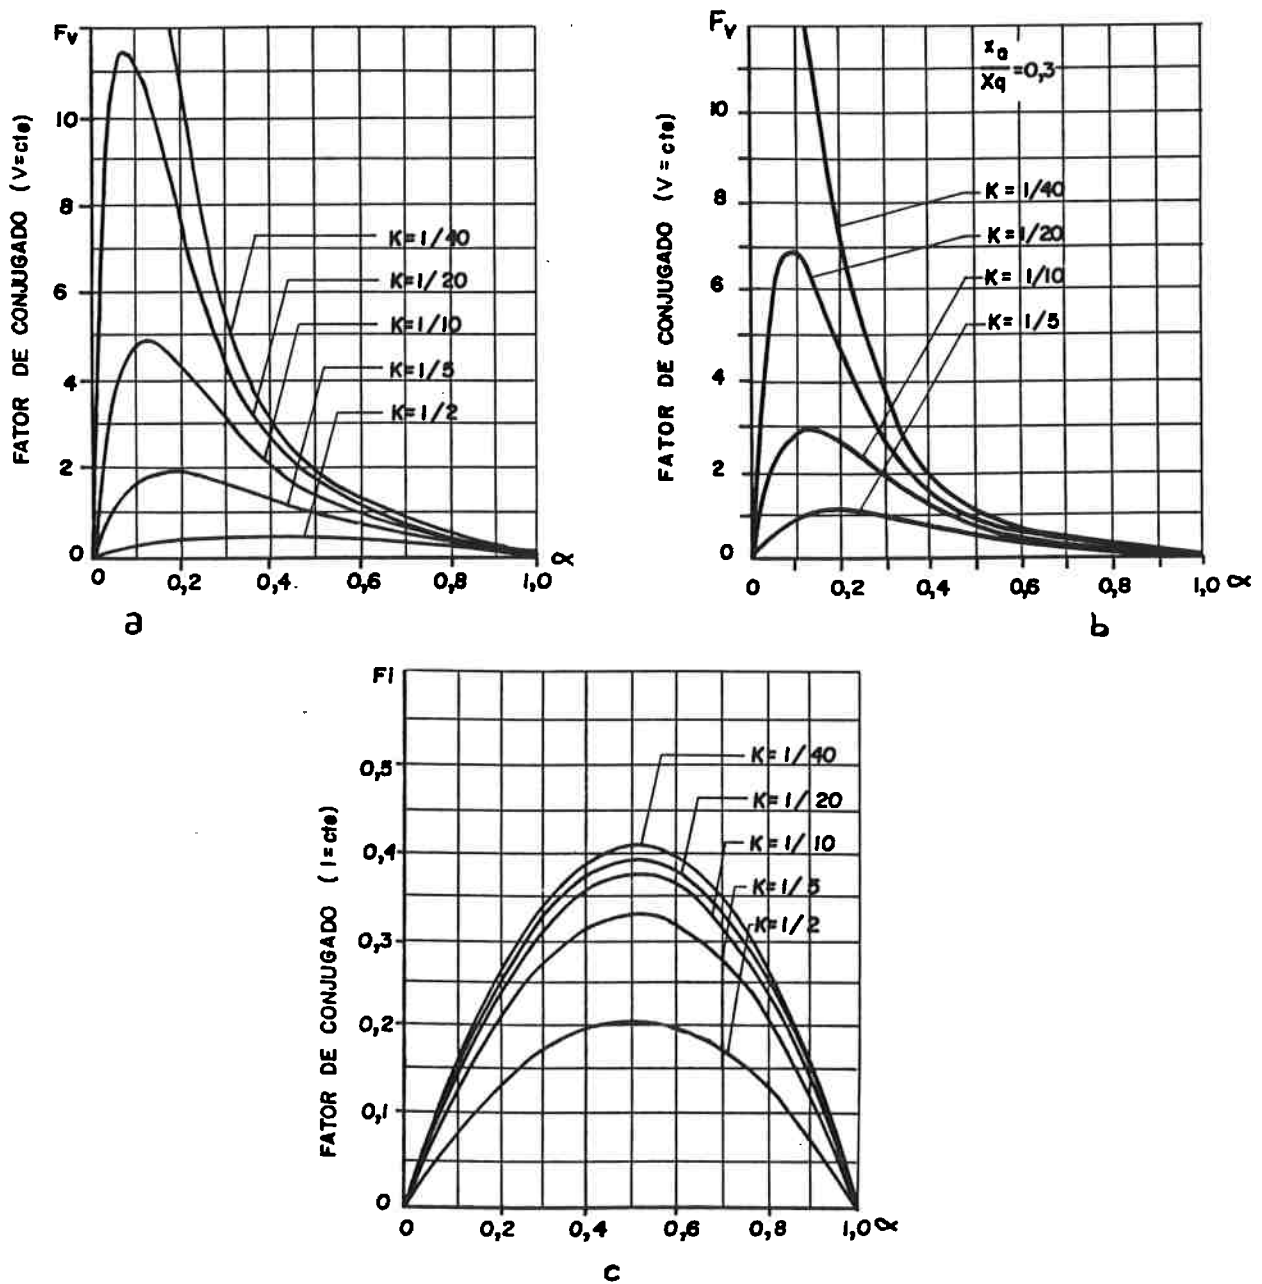 Fv
FATOR DE CONJUGADO (V=cte)
10
8
6
4
2
0
K=1/40
K=1/20
K=1/10
K=1/5
K=1/2
0 0,2 0,4. 0,6 0,8 1,0 α
a
Fv
FATOR DE CONJUGADO (V=cte)
10
8
6
4
2
0
xa
Xq =0,3
K = 1/40
K = 1/20
K = 1/10
K = 1/5
0 0,2 0,4 0,6 0,8 1,0 α
b
Fi
FATOR DE CONJUGADO (I=cte)
0,5
0,4
0,3
0,2
0,1
0
K= 1/40
K= 1/20
K= 1/10
K= 1/5
K=1/2
0 0,2 0,4 0,6 0,8 1,0 α
c